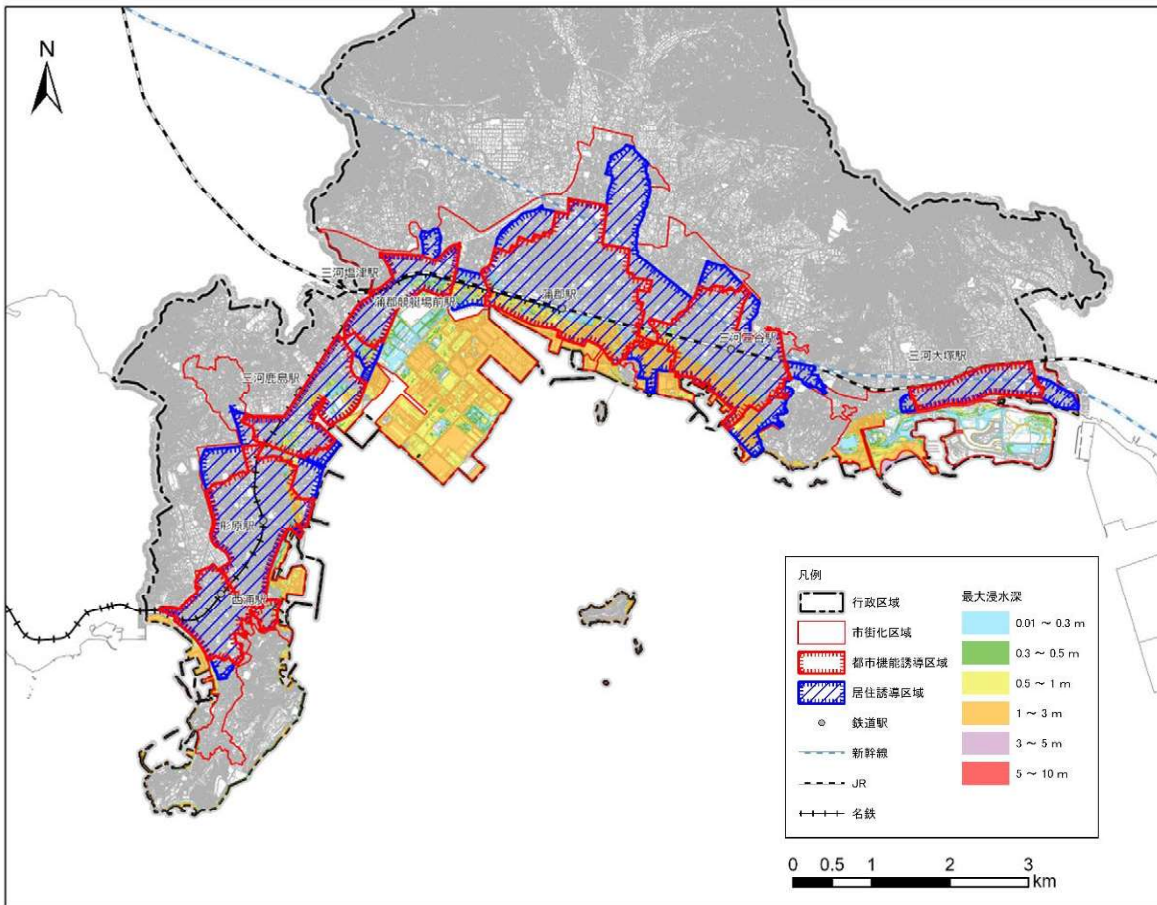 N
三河塩津駅
蒲郡競艇場前駅
蒲郡駅
三河三谷駅
三河大塚駅
三河鹿島駅
形原駅
西浦駅
凡例
行政区域
市街化区域
都市機能誘導区域
居住誘導区域
鉄道駅
新幹線
JR
名鉄
最大浸水深
0.01 ～ 0.3 m
0.3 ～ 0.5 m
0.5 ～ 1 m
1 ～ 3 m
3 ～ 5 m
5 ～ 10 m
0 0.5 1 2 3
km